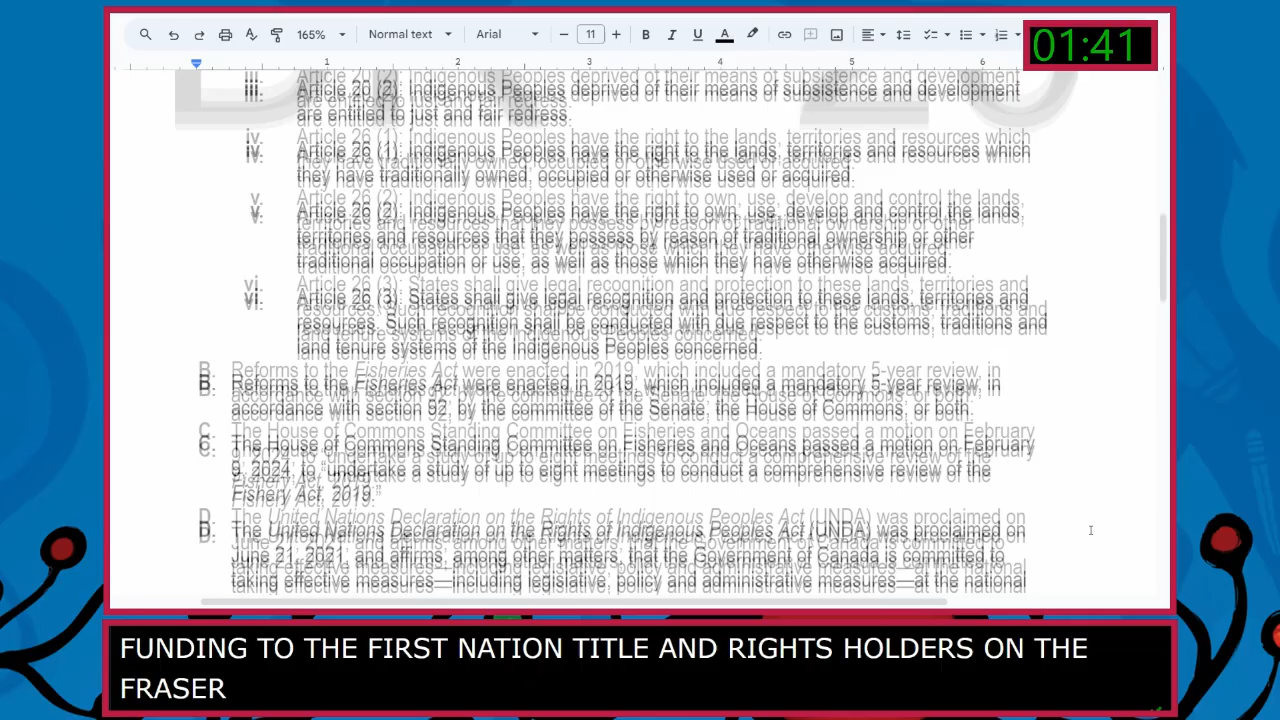 165%
Normal text
Arial
11
B I U A
01:41
1 2 3 4 5 6
iii. Article 20 (2): Indigenous Peoples deprived of their means of subsistence and development
are entitled to just and fair redress.
iv. Article 26 (1): Indigenous Peoples have the right to the lands, territories and resources which
they have traditionally owned, occupied or otherwise used or acquired.
v. Article 26 (2): Indigenous Peoples have the right to own, use, develop and control the lands,
territories and resources that they possess by reason of traditional ownership or other
traditional occupation or use, as well as those which they have otherwise acquired.
vi. Article 26 (3): States shall give legal recognition and protection to these lands, territories and
resources. Such recognition shall be conducted with due respect to the customs, traditions and
land tenure systems of the Indigenous Peoples concerned.
B. Reforms to the Fisheries Act were enacted in 2019, which included a mandatory 5-year review, in
accordance with section 92, by the committee of the Senate, the House of Commons, or both.
C. The House of Commons Standing Committee on Fisheries and Oceans passed a motion on February
9, 2024, to “undertake a study of up to eight meetings to conduct a comprehensive review of the
Fishery Act, 2019.”
D. The United Nations Declaration on the Rights of Indigenous Peoples Act (UNDA) was proclaimed on
June 21, 2021, and affirms, among other matters, that the Government of Canada is committed to
taking effective measures—including legislative, policy and administrative measures—at the national
FUNDING TO THE FIRST NATION TITLE AND RIGHTS HOLDERS ON THE
FRASER